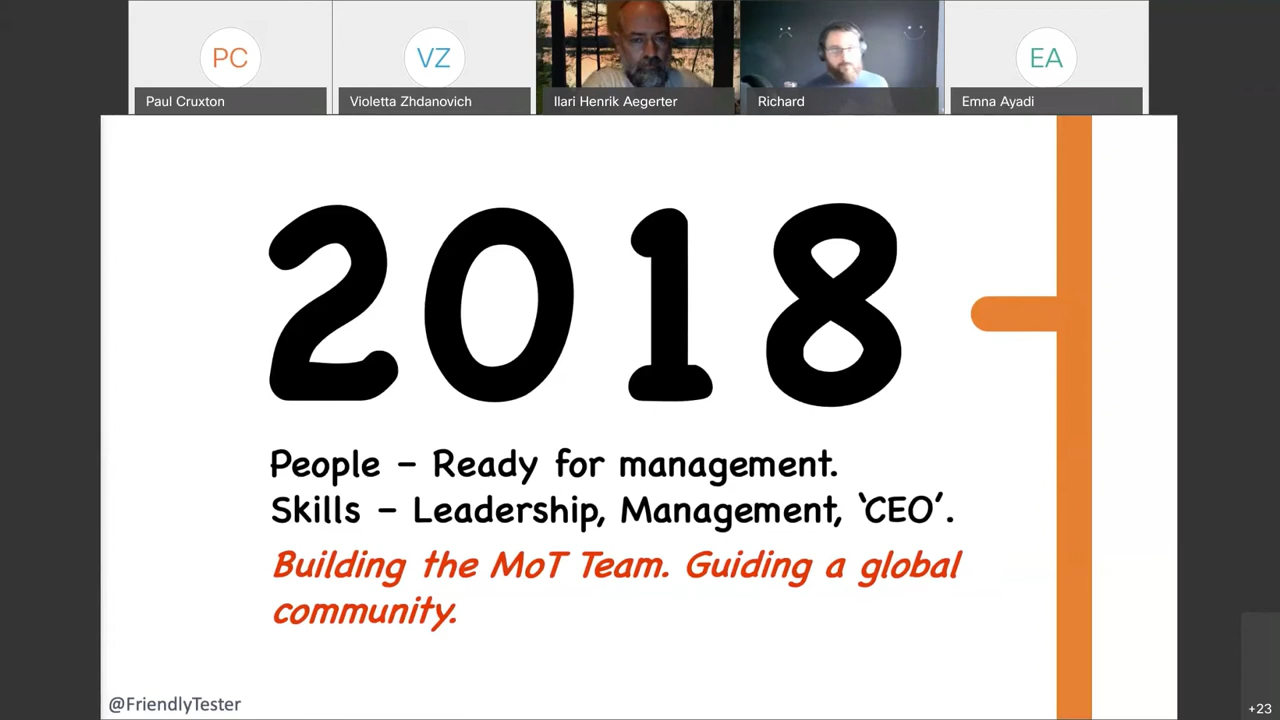 PC
VZ
EA
Paul Cruxton
Violetta Zhdanovich
Ilari Henrik Aegerter
Richard
Emna Ayadi
2018
People – Ready for management.
Skills – Leadership, Management, ‘CEO’.
Building the MoT Team. Guiding a global
community.
@FriendlyTester
+23